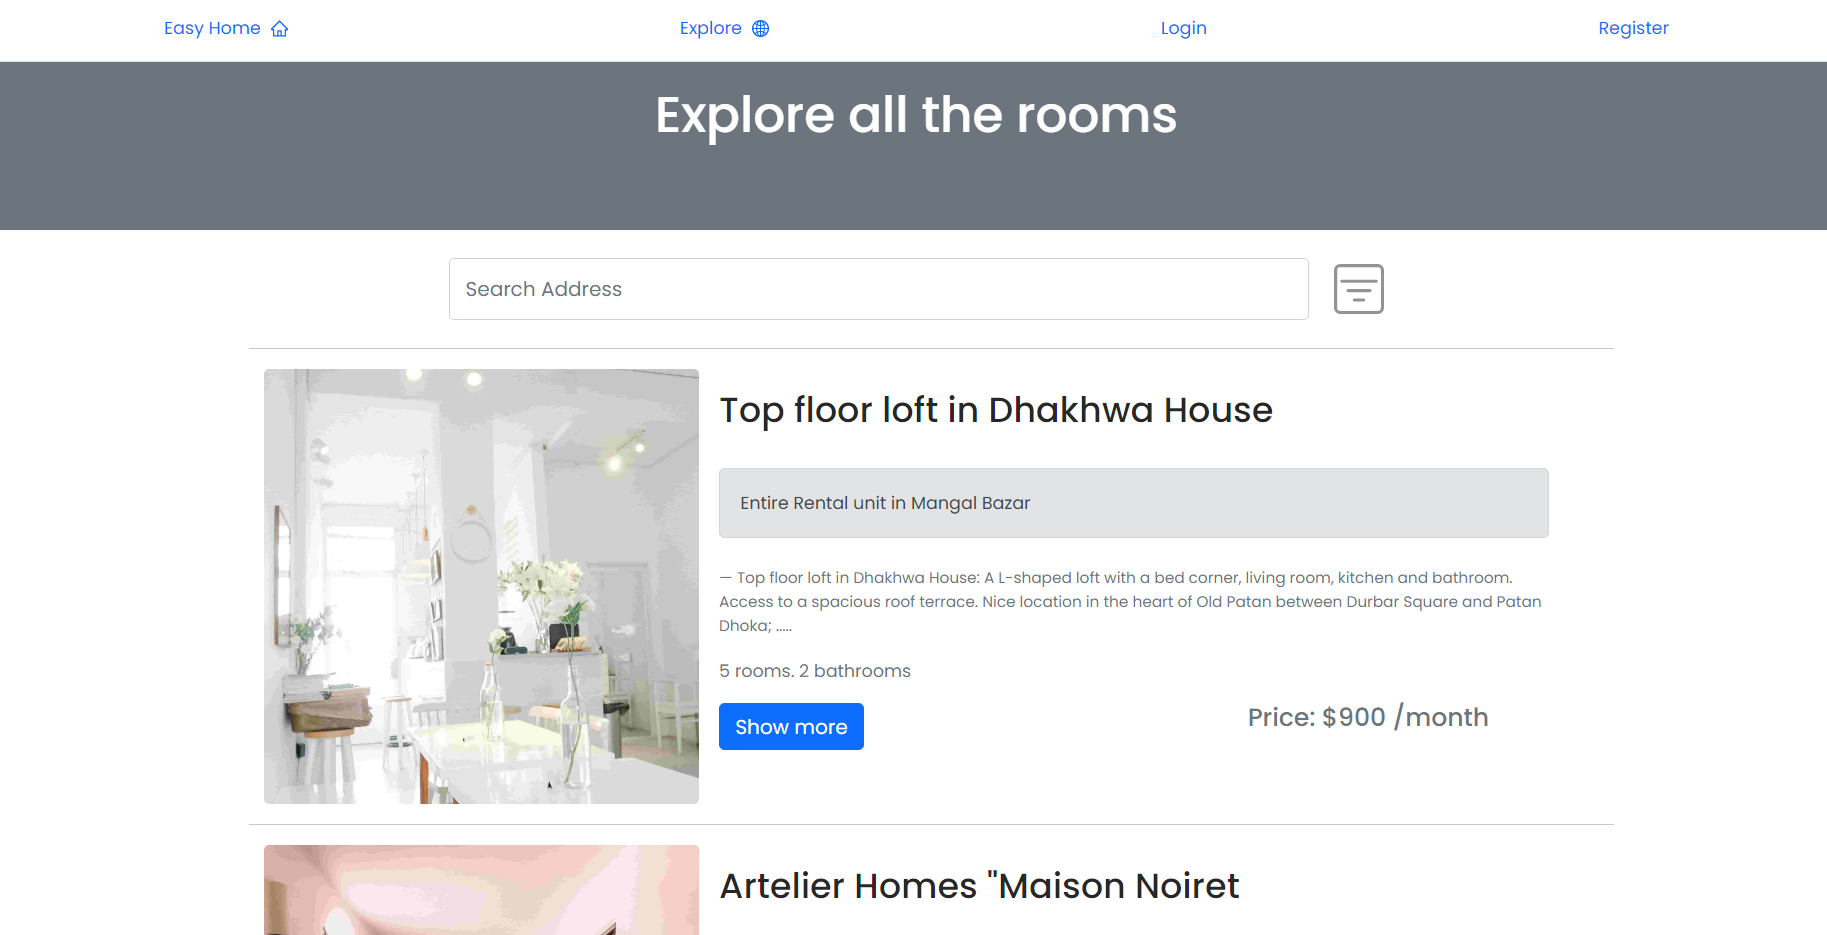 Easy Home
Explore
Login
Register
Explore all the rooms
Search Address
Top floor loft in Dhakhwa House
Entire Rental unit in Mangal Bazar
— Top floor loft in Dhakhwa House: A L-shaped loft with a bed corner, living room, kitchen and bathroom.
Access to a spacious roof terrace. Nice location in the heart of Old Patan between Durbar Square and Patan
Dhoka; .....
5 rooms. 2 bathrooms
Show more
Price: $900 /month
Artelier Homes "Maison Noiret